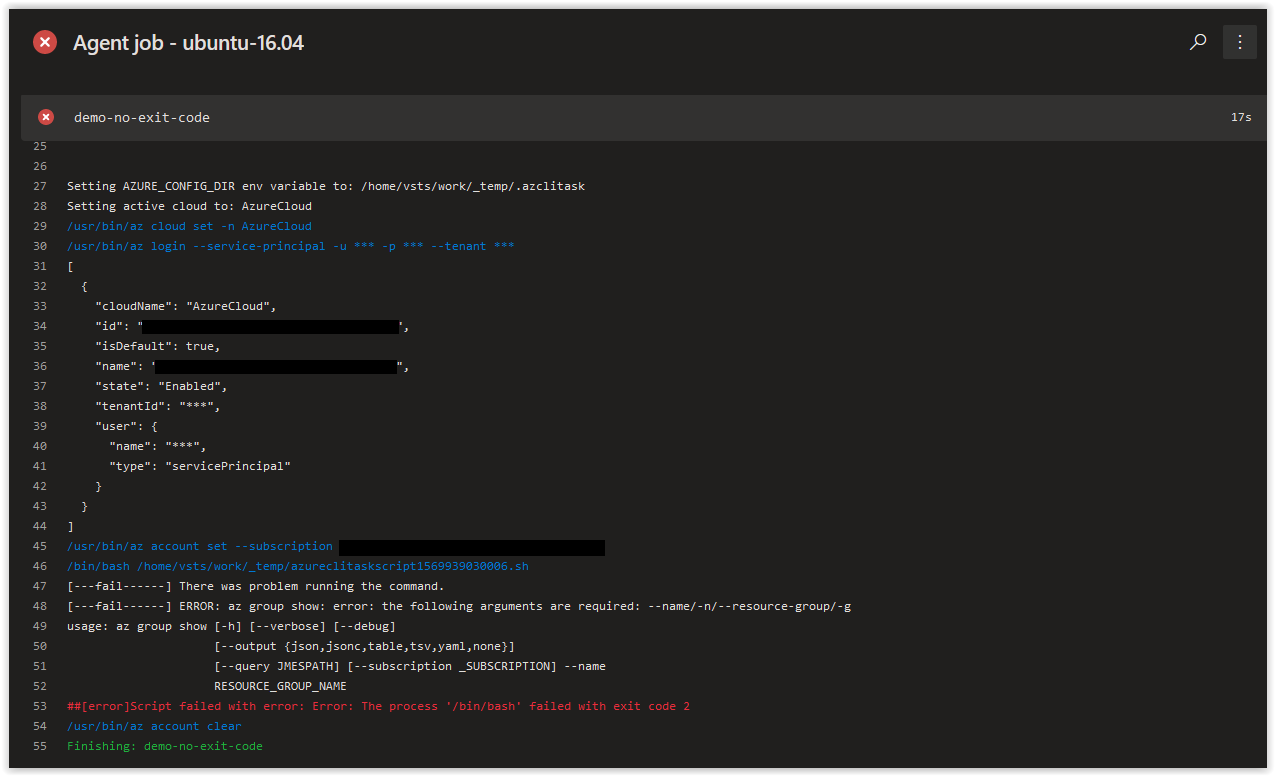 Agent job - ubuntu-16.04
demo-no-exit-code 17s
25
26
27 Setting AZURE_CONFIG_DIR env variable to: /home/vsts/work/_temp/.azclitask
28 Setting active cloud to: AzureCloud
29 /usr/bin/az cloud set -n AzureCloud
30 /usr/bin/az login --service-principal -u *** -p *** --tenant ***
31 [
32   {
33     "cloudName": "AzureCloud",
34     "id": "",
35     "isDefault": true,
36     "name": "",
37     "state": "Enabled",
38     "tenantId": "***",
39     "user": {
40       "name": "***",
41       "type": "servicePrincipal"
42     }
43   }
44 ]
45 /usr/bin/az account set --subscription
46 /bin/bash /home/vsts/work/_temp/azureclitaskscript1569939030006.sh
47 [---fail------] There was problem running the command.
48 [---fail------] ERROR: az group show: error: the following arguments are required: --name/-n/--resource-group/-g
49 usage: az group show [-h] [--verbose] [--debug]
50                      [--output {json,jsonc,table,tsv,yaml,none}]
51                      [--query JMESPATH] [--subscription _SUBSCRIPTION] --name
52                      RESOURCE_GROUP_NAME
53 ##[error]Script failed with error: Error: The process '/bin/bash' failed with exit code 2
54 /usr/bin/az account clear
55 Finishing: demo-no-exit-code